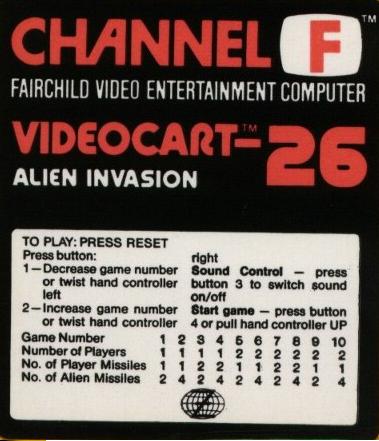 CHANNEL F™
FAIRCHILD VIDEO ENTERTAINMENT COMPUTER
VIDEOCART™-26
ALIEN INVASION
TO PLAY: PRESS RESET
Press button:
1—Decrease game number
or twist hand controller
left
2—Increase game number
or twist hand controller
right
Sound Control — press
button 3 to switch sound
on/off
Start game — press button
4 or pull hand controller UP
Game Number 1 2 3 4 5 6 7 8 9 10
Number of Players 1 1 1 1 2 2 2 2 2 2
No. of Player Missiles 1 1 2 2 1 1 2 2 1 1
No. of Alien Missiles 2 4 2 4 2 4 2 4 2 4